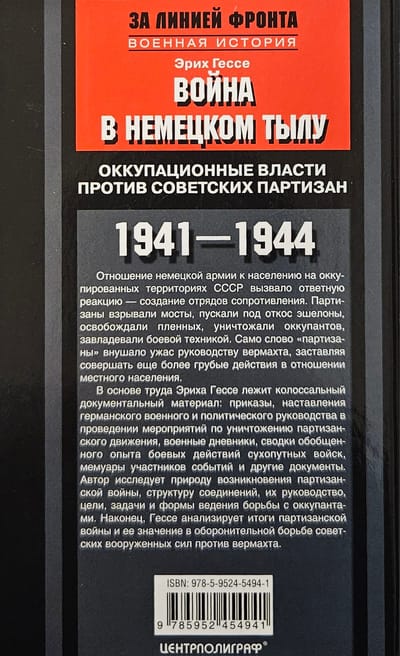 ЗА ЛИНИЕЙ ФРОНТА
ВОЕННАЯ ИСТОРИЯ
Эрих Гессе
ВОЙНА
В НЕМЕЦКОМ ТЫЛУ
ОККУПАЦИОННЫЕ ВЛАСТИ
ПРОТИВ СОВЕТСКИХ ПАРТИЗАН
1941—1944
Отношение немецкой армии к населению на окку-
пированных территориях СССР вызвало ответную
реакцию — создание отрядов сопротивления. Парти-
заны взрывали мосты, пускали под откос эшелоны,
освобождали пленных, уничтожали оккупантов,
завладевали боевой техникой. Само слово «партиза-
ны» внушало ужас руководству вермахта, заставляя
совершать еще более грубые действия в отношении
местного населения.
В основе труда Эриха Гессе лежит колоссальный
документальный материал: приказы, наставления
германского военного и политического руководства в
проведении мероприятий по уничтожению партизан-
ского движения, военные дневники, сводки обобщен-
ного опыта боевых действий сухопутных войск,
мемуары участников событий и другие документы.
Автор исследует природу возникновения партизан-
ской войны, структуру соединений, их руководство,
цели, задачи и формы ведения борьбы с оккупанта-
ми. Наконец, Гессе анализирует итоги партизанской
войны и ее значение в оборонительной борьбе совет-
ских вооруженных сил против вермахта.
ISBN: 978-5-9524-5494-1
9 785952 454941
ЦЕНТРПОЛИГРАФ®